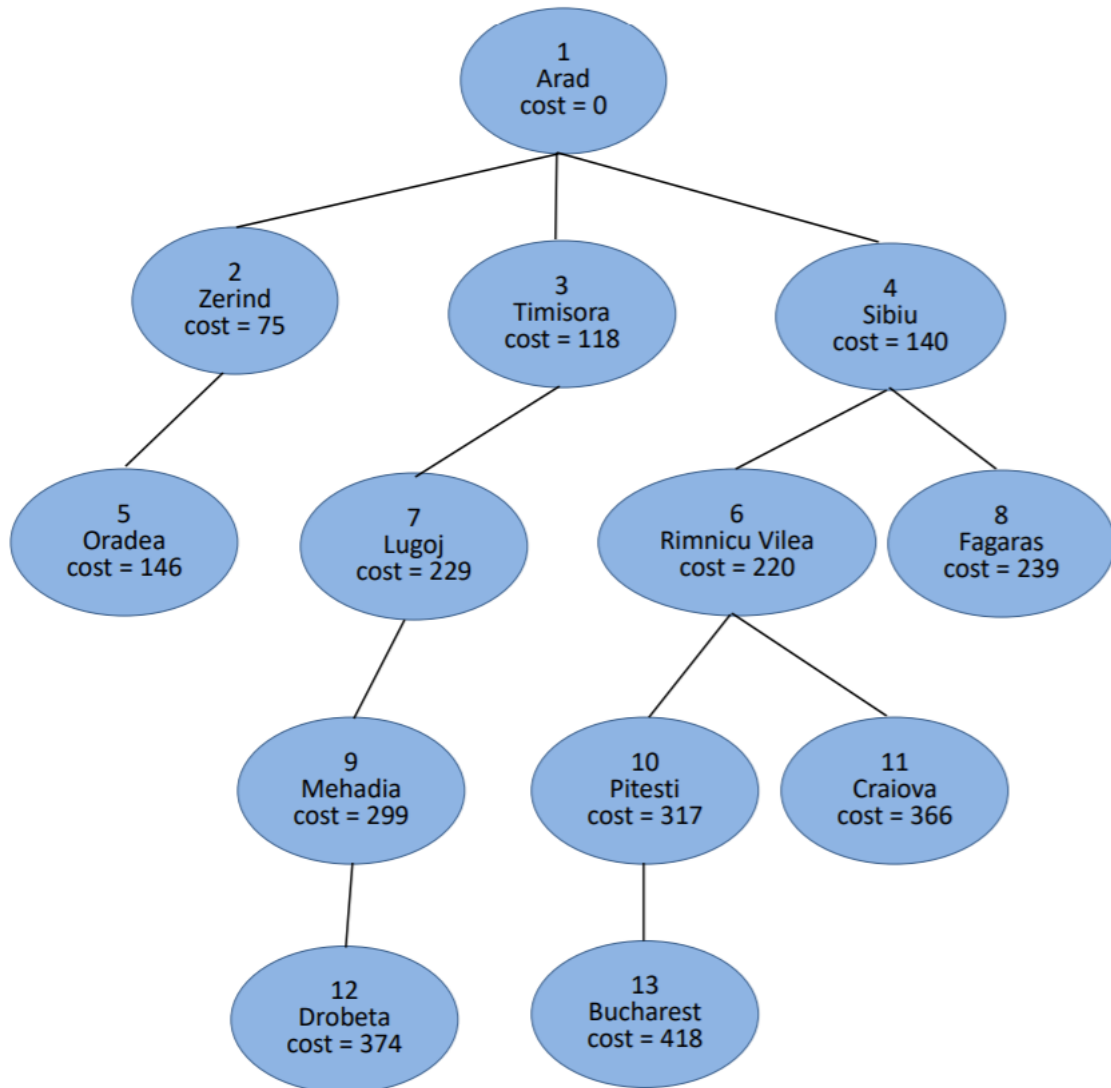 1
Arad
cost = 0
2
Zerind
cost = 75
3
Timisora
cost = 118
4
Sibiu
cost = 140
5
Oradea
cost = 146
7
Lugoj
cost = 229
6
Rimnicu Vilea
cost = 220
8
Fagaras
cost = 239
9
Mehadia
cost = 299
10
Pitesti
cost = 317
11
Craiova
cost = 366
12
Drobeta
cost = 374
13
Bucharest
cost = 418